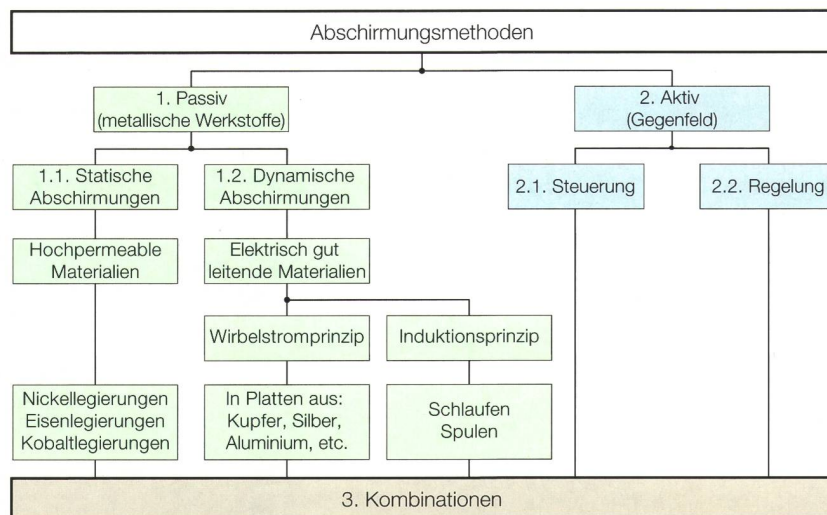 Abschirmungsmethoden
1. Passiv
(metallische Werkstoffe)
2. Aktiv
(Gegenfeld)
1.1. Statische
Abschirmungen
1.2. Dynamische
Abschirmungen
2.1. Steuerung
2.2. Regelung
Hochpermeable
Materialien
Elektrisch gut
leitende Materialien
Wirbelstromprinzip
Induktionsprinzip
Nickellegierungen
Eisenlegierungen
Kobaltlegierungen
In Platten aus:
Kupfer, Silber,
Aluminium, etc.
Schlaufen
Spulen
3. Kombinationen